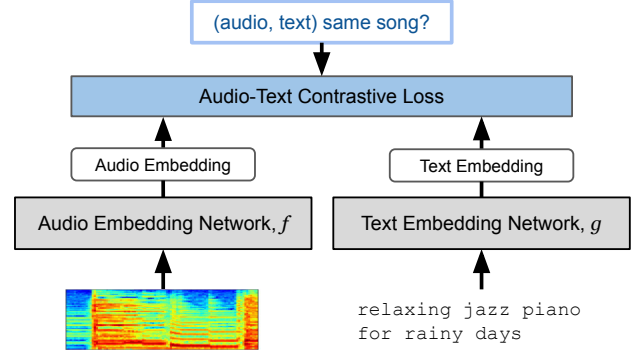 (audio, text) same song?
Audio-Text Contrastive Loss
Audio Embedding
Text Embedding
Audio Embedding Network, f
Text Embedding Network, g
relaxing jazz piano
for rainy days